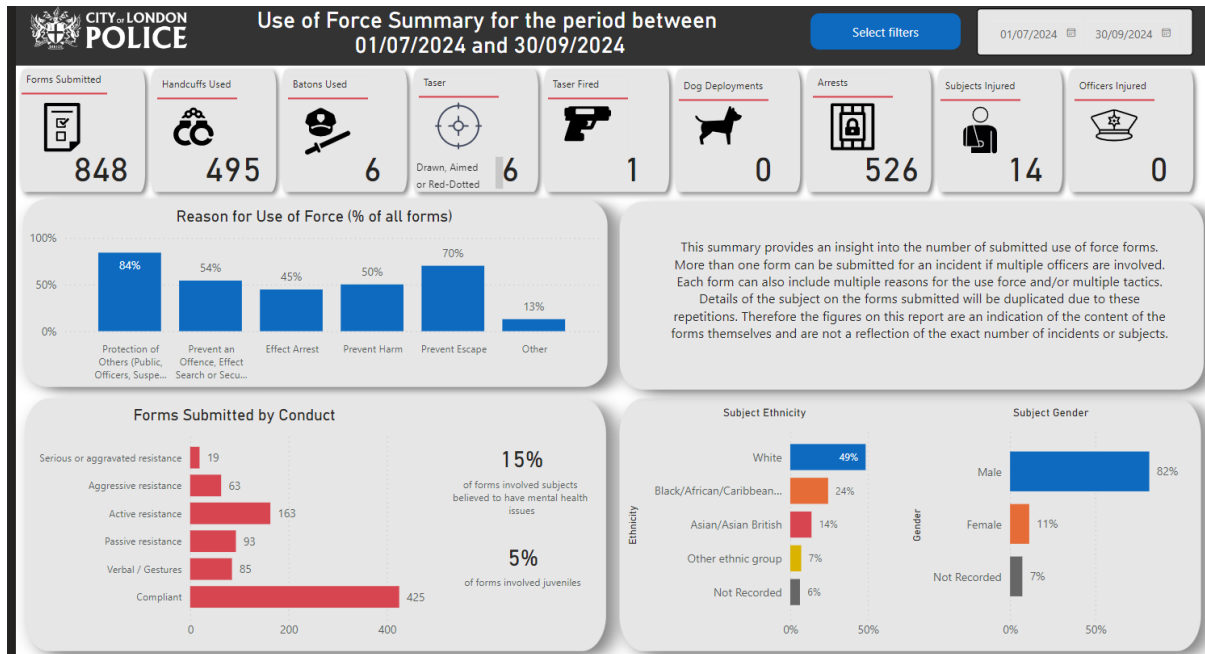 CITY OF LONDON
POLICE
Use of Force Summary for the period between
01/07/2024 and 30/09/2024
Select filters
01/07/2024
30/09/2024
Forms Submitted
848
Handcuffs Used
495
Batons Used
6
Taser
Drawn, Aimed
or Red-Dotted
6
Taser Fired
1
Dog Deployments
0
Arrests
526
Subjects Injured
14
Officers Injured
0
Reason for Use of Force (% of all forms)
100%
50%
0%
84%
54%
45%
50%
70%
13%
Protection of
Others (Public,
Officers, Suspe...
Prevent an
Offence, Effect
Search or Secu...
Effect Arrest
Prevent Harm
Prevent Escape
Other
This summary provides an insight into the number of submitted use of force forms.
More than one form can be submitted for an incident if multiple officers are involved.
Each form can also include multiple reasons for the use force and/or multiple tactics.
Details of the subject on the forms submitted will be duplicated due to these
repetitions. Therefore the figures on this report are an indication of the content of the
forms themselves and are not a reflection of the exact number of incidents or subjects.
Forms Submitted by Conduct
Serious or aggravated resistance 19
Aggressive resistance 63
Active resistance 163
Passive resistance 93
Verbal / Gestures 85
Compliant 425
0 200 400
15%
of forms involved subjects
believed to have mental health
issues
5%
of forms involved juveniles
Subject Ethnicity
Ethnicity
White 49%
Black/African/Caribbean... 24%
Asian/Asian British 14%
Other ethnic group 7%
Not Recorded 6%
0% 50%
Subject Gender
Gender
Male 82%
Female 11%
Not Recorded 7%
0% 50%